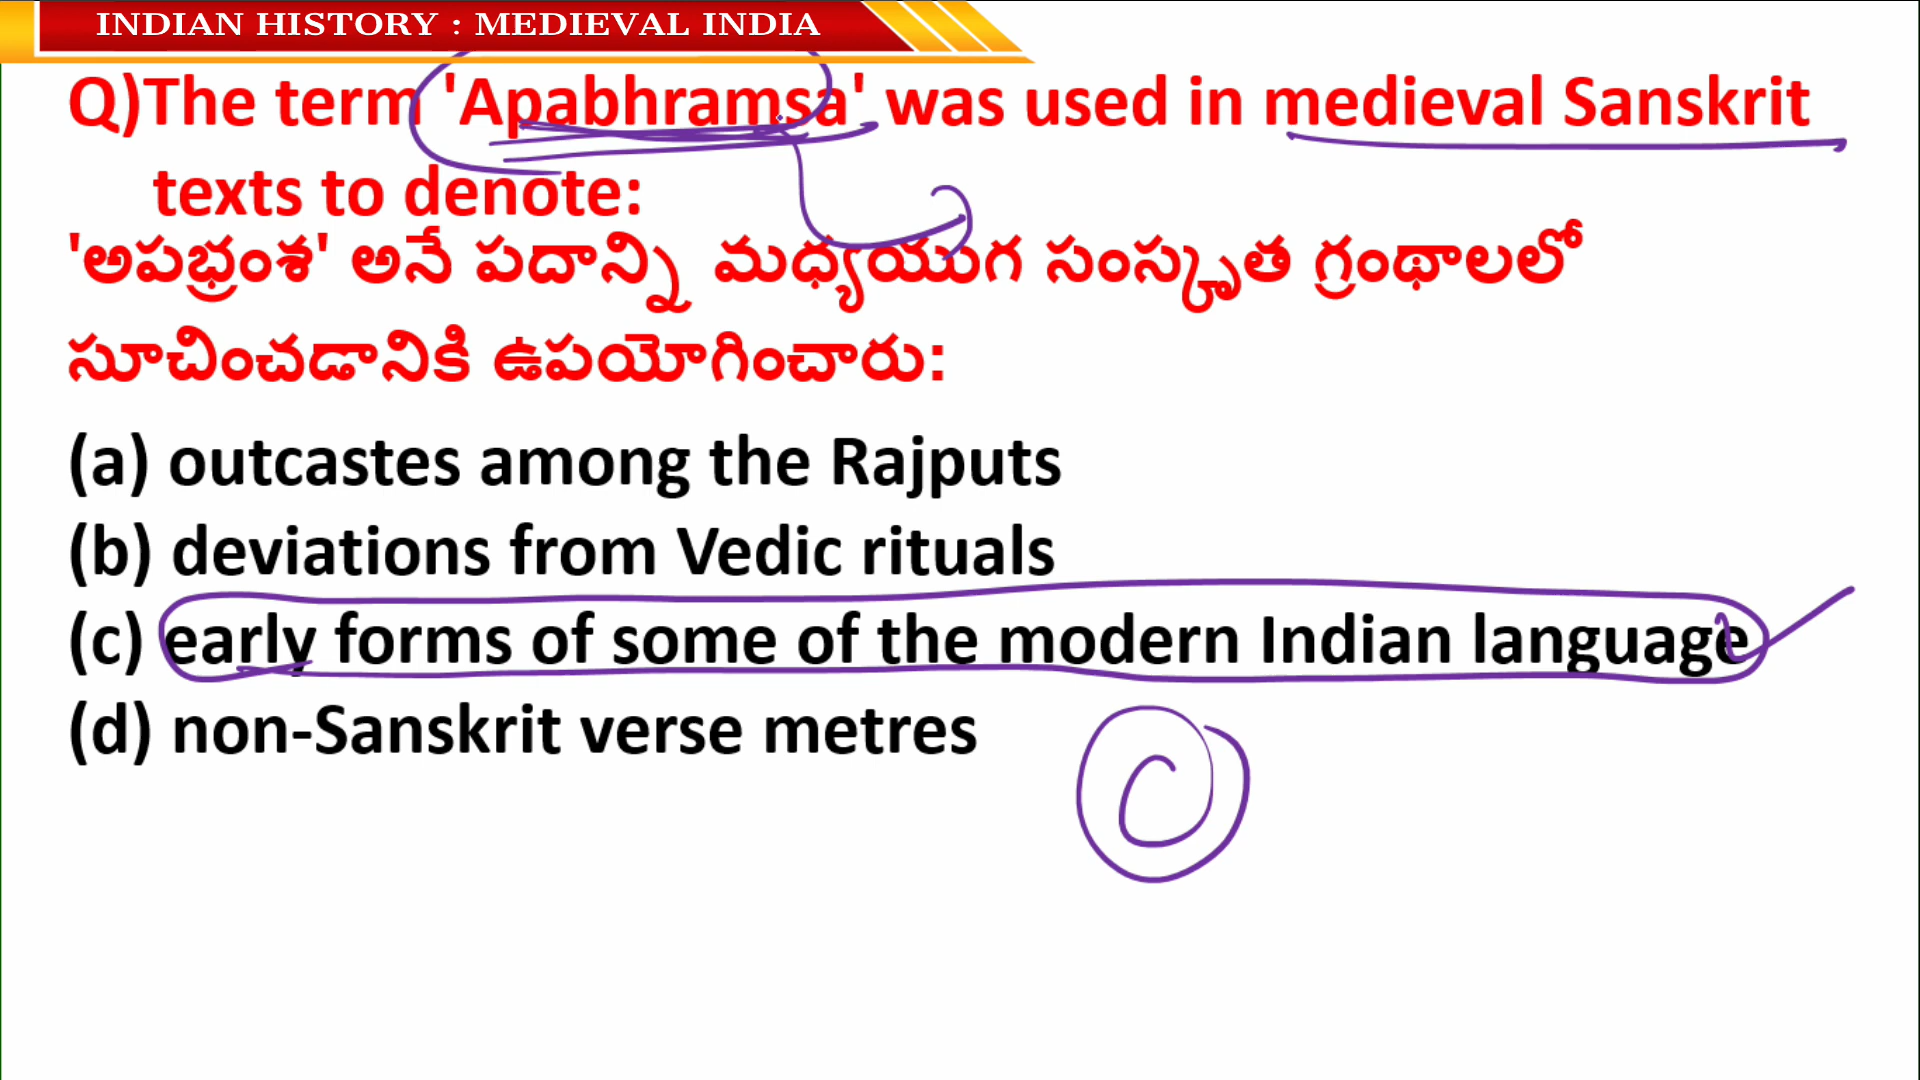 INDIAN HISTORY : MEDIEVAL INDIA
Q)The term 'Apabhramsa' was used in medieval Sanskrit
texts to denote:
'అపభ్రంశ' అనే పదాన్ని మధ్యయుగ సంస్కృత గ్రంథాలలో
సూచించడానికి ఉపయోగించారు:
(a) outcastes among the Rajputs
(b) deviations from Vedic rituals
(c) early forms of some of the modern Indian language
(d) non-Sanskrit verse metres
C